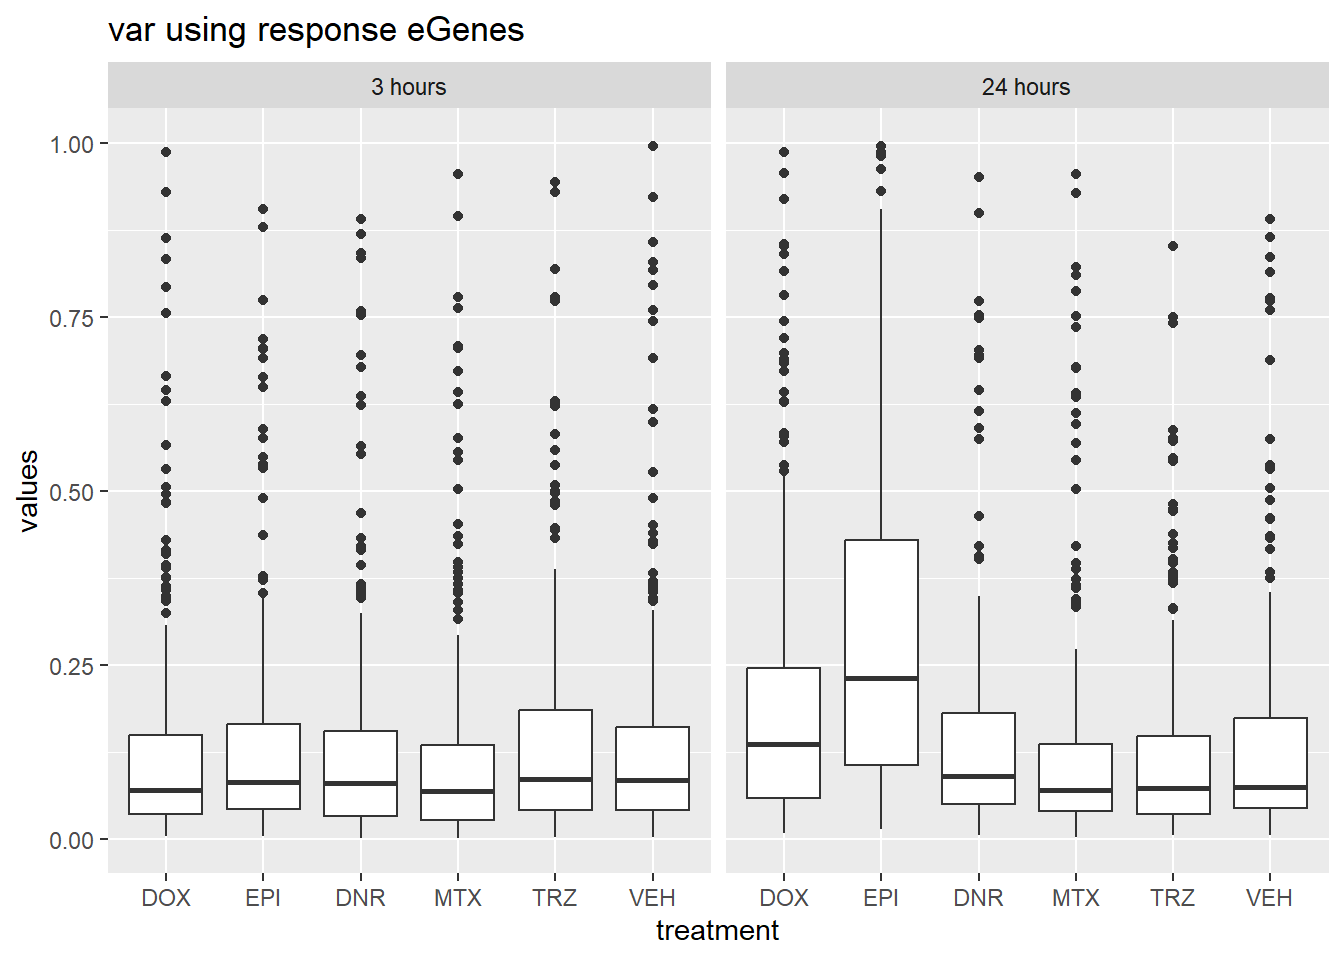 var using response eGenes
3 hours
24 hours
1.00
0.75
0.50
0.25
0.00
values
DOX EPI DNR MTX TRZ VEH
DOX EPI DNR MTX TRZ VEH
treatment